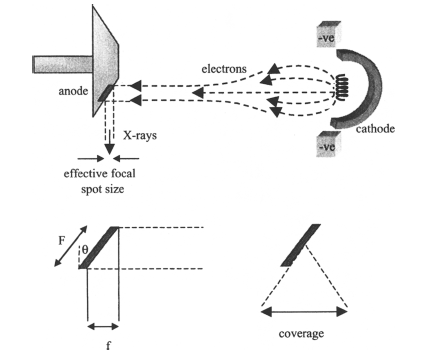 -ve
electrons
anode
X-rays
cathode
-ve
effective focal
spot size
F
θ
f
coverage